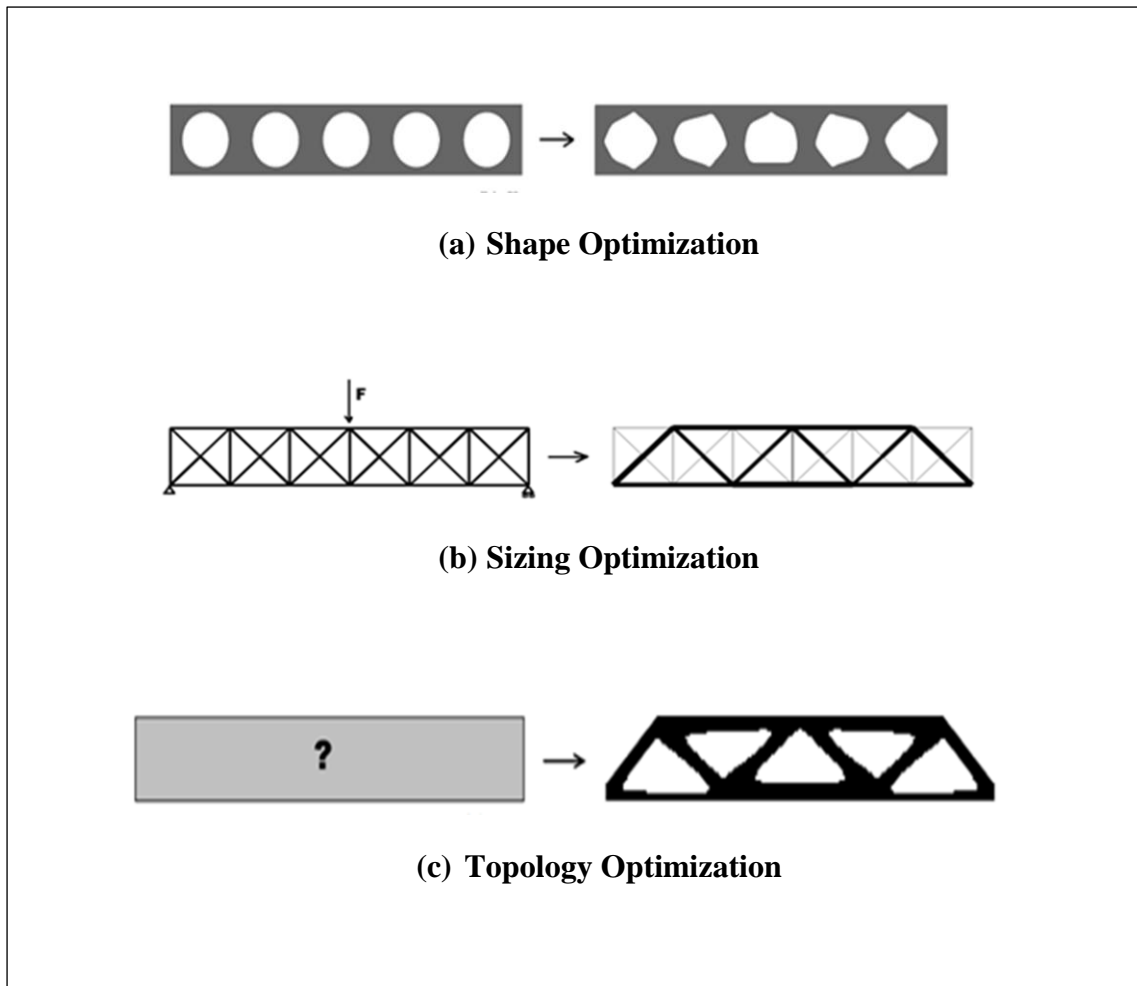 (a) Shape Optimization
F
(b) Sizing Optimization
?
(c) Topology Optimization